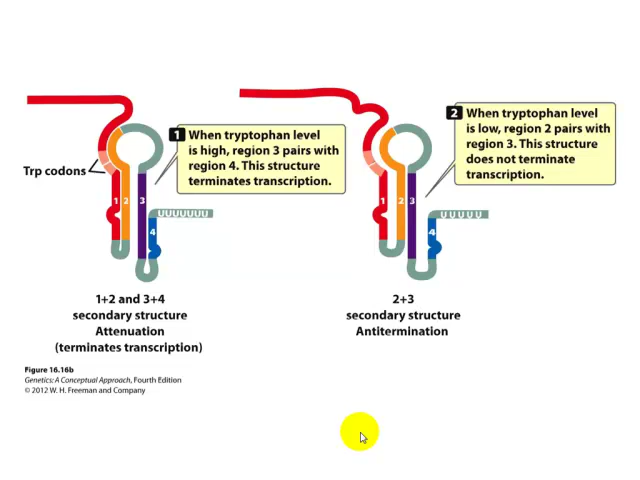 1 When tryptophan level
is high, region 3 pairs with
region 4. This structure
terminates transcription.
2 When tryptophan level
is low, region 2 pairs with
region 3. This structure
does not terminate
transcription.
Trp codons
1 2 3
4
UUUUUUU
1 2 3
4
UUUUU
1+2 and 3+4
secondary structure
Attenuation
(terminates transcription)
2+3
secondary structure
Antitermination
Figure 16.16b
Genetics: A Conceptual Approach, Fourth Edition
© 2012 W. H. Freeman and Company